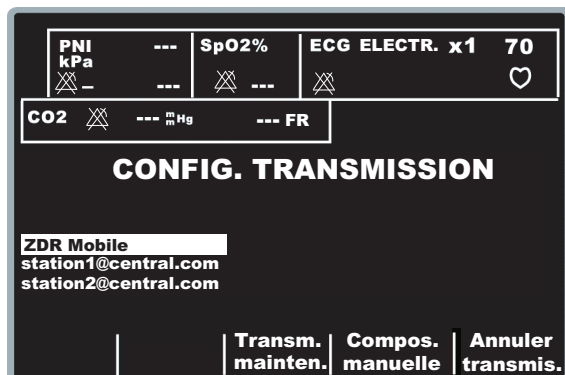 PNI --- SpO2% ECG ELECTR. x1 70
kPa
– --- ---
CO2 --- mmHg --- FR
CONFIG. TRANSMISSION
ZDR Mobile
station1@central.com
station2@central.com
Transm. Compos. Annuler
mainten. manuelle transmis.